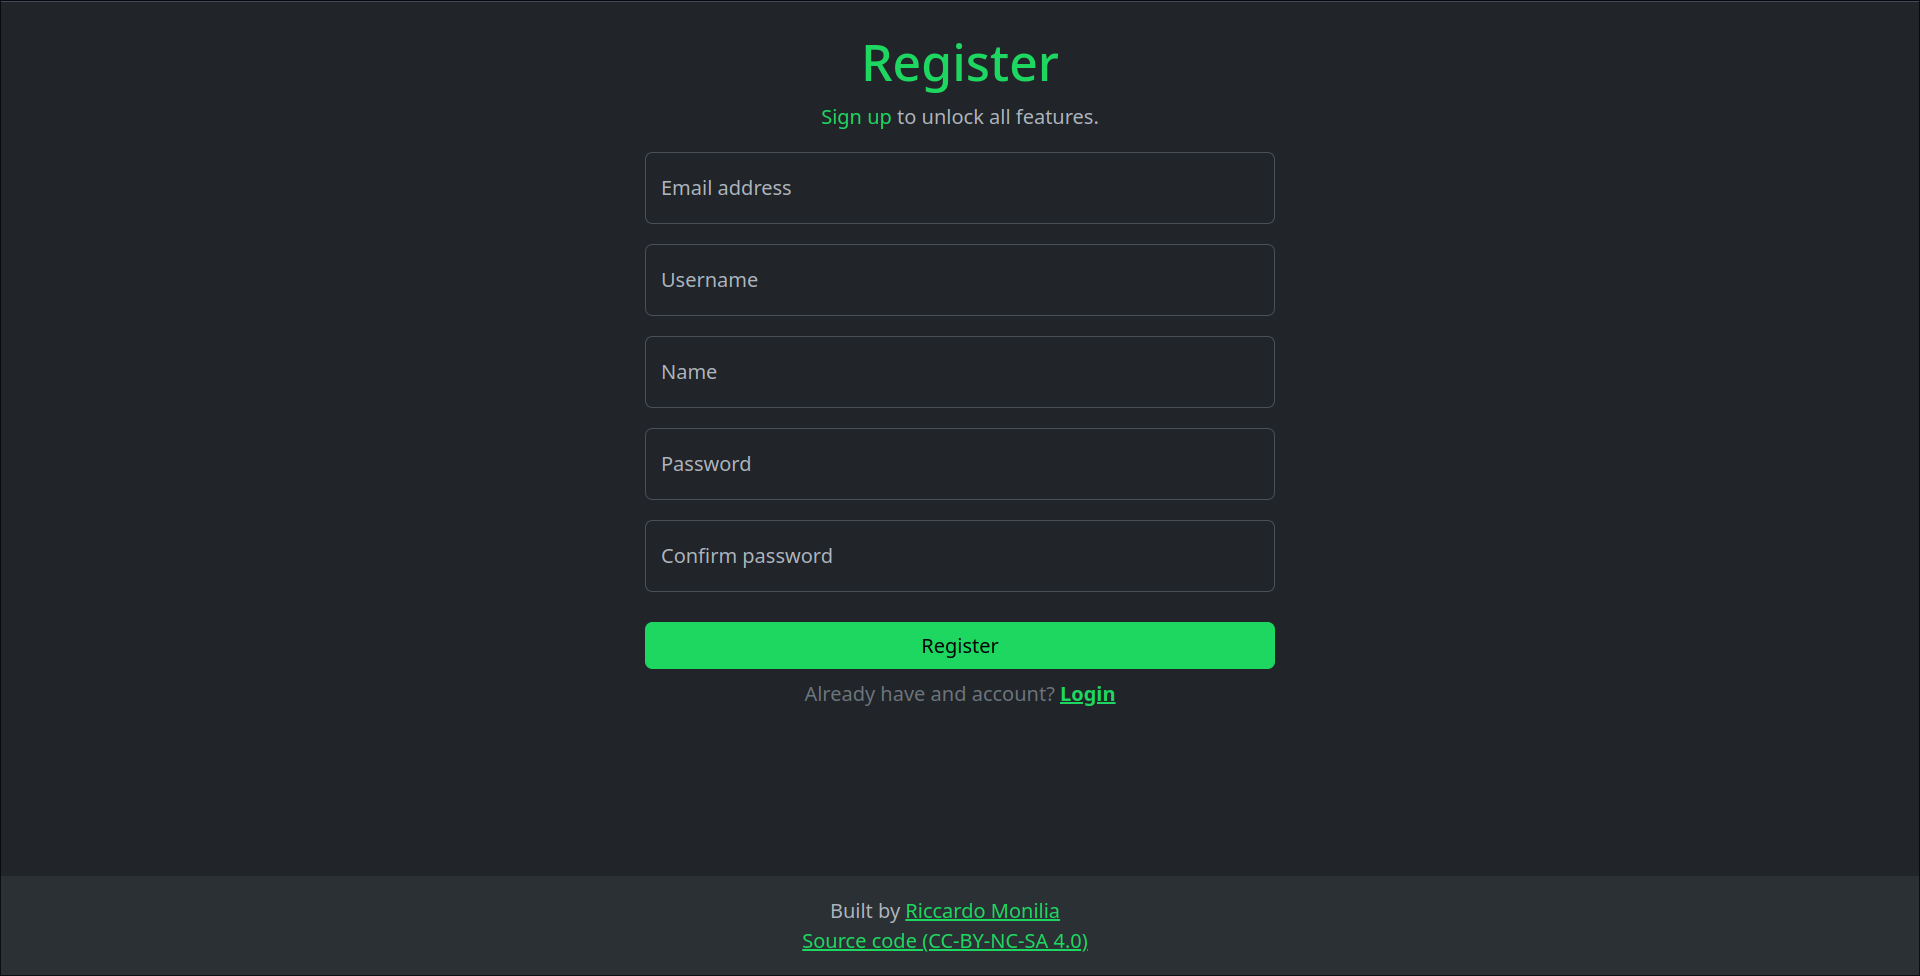 Register
Sign up to unlock all features.
Email address
Username
Name
Password
Confirm password
Register
Already have and account? Login
Built by Riccardo Monilia
Source code (CC-BY-NC-SA 4.0)